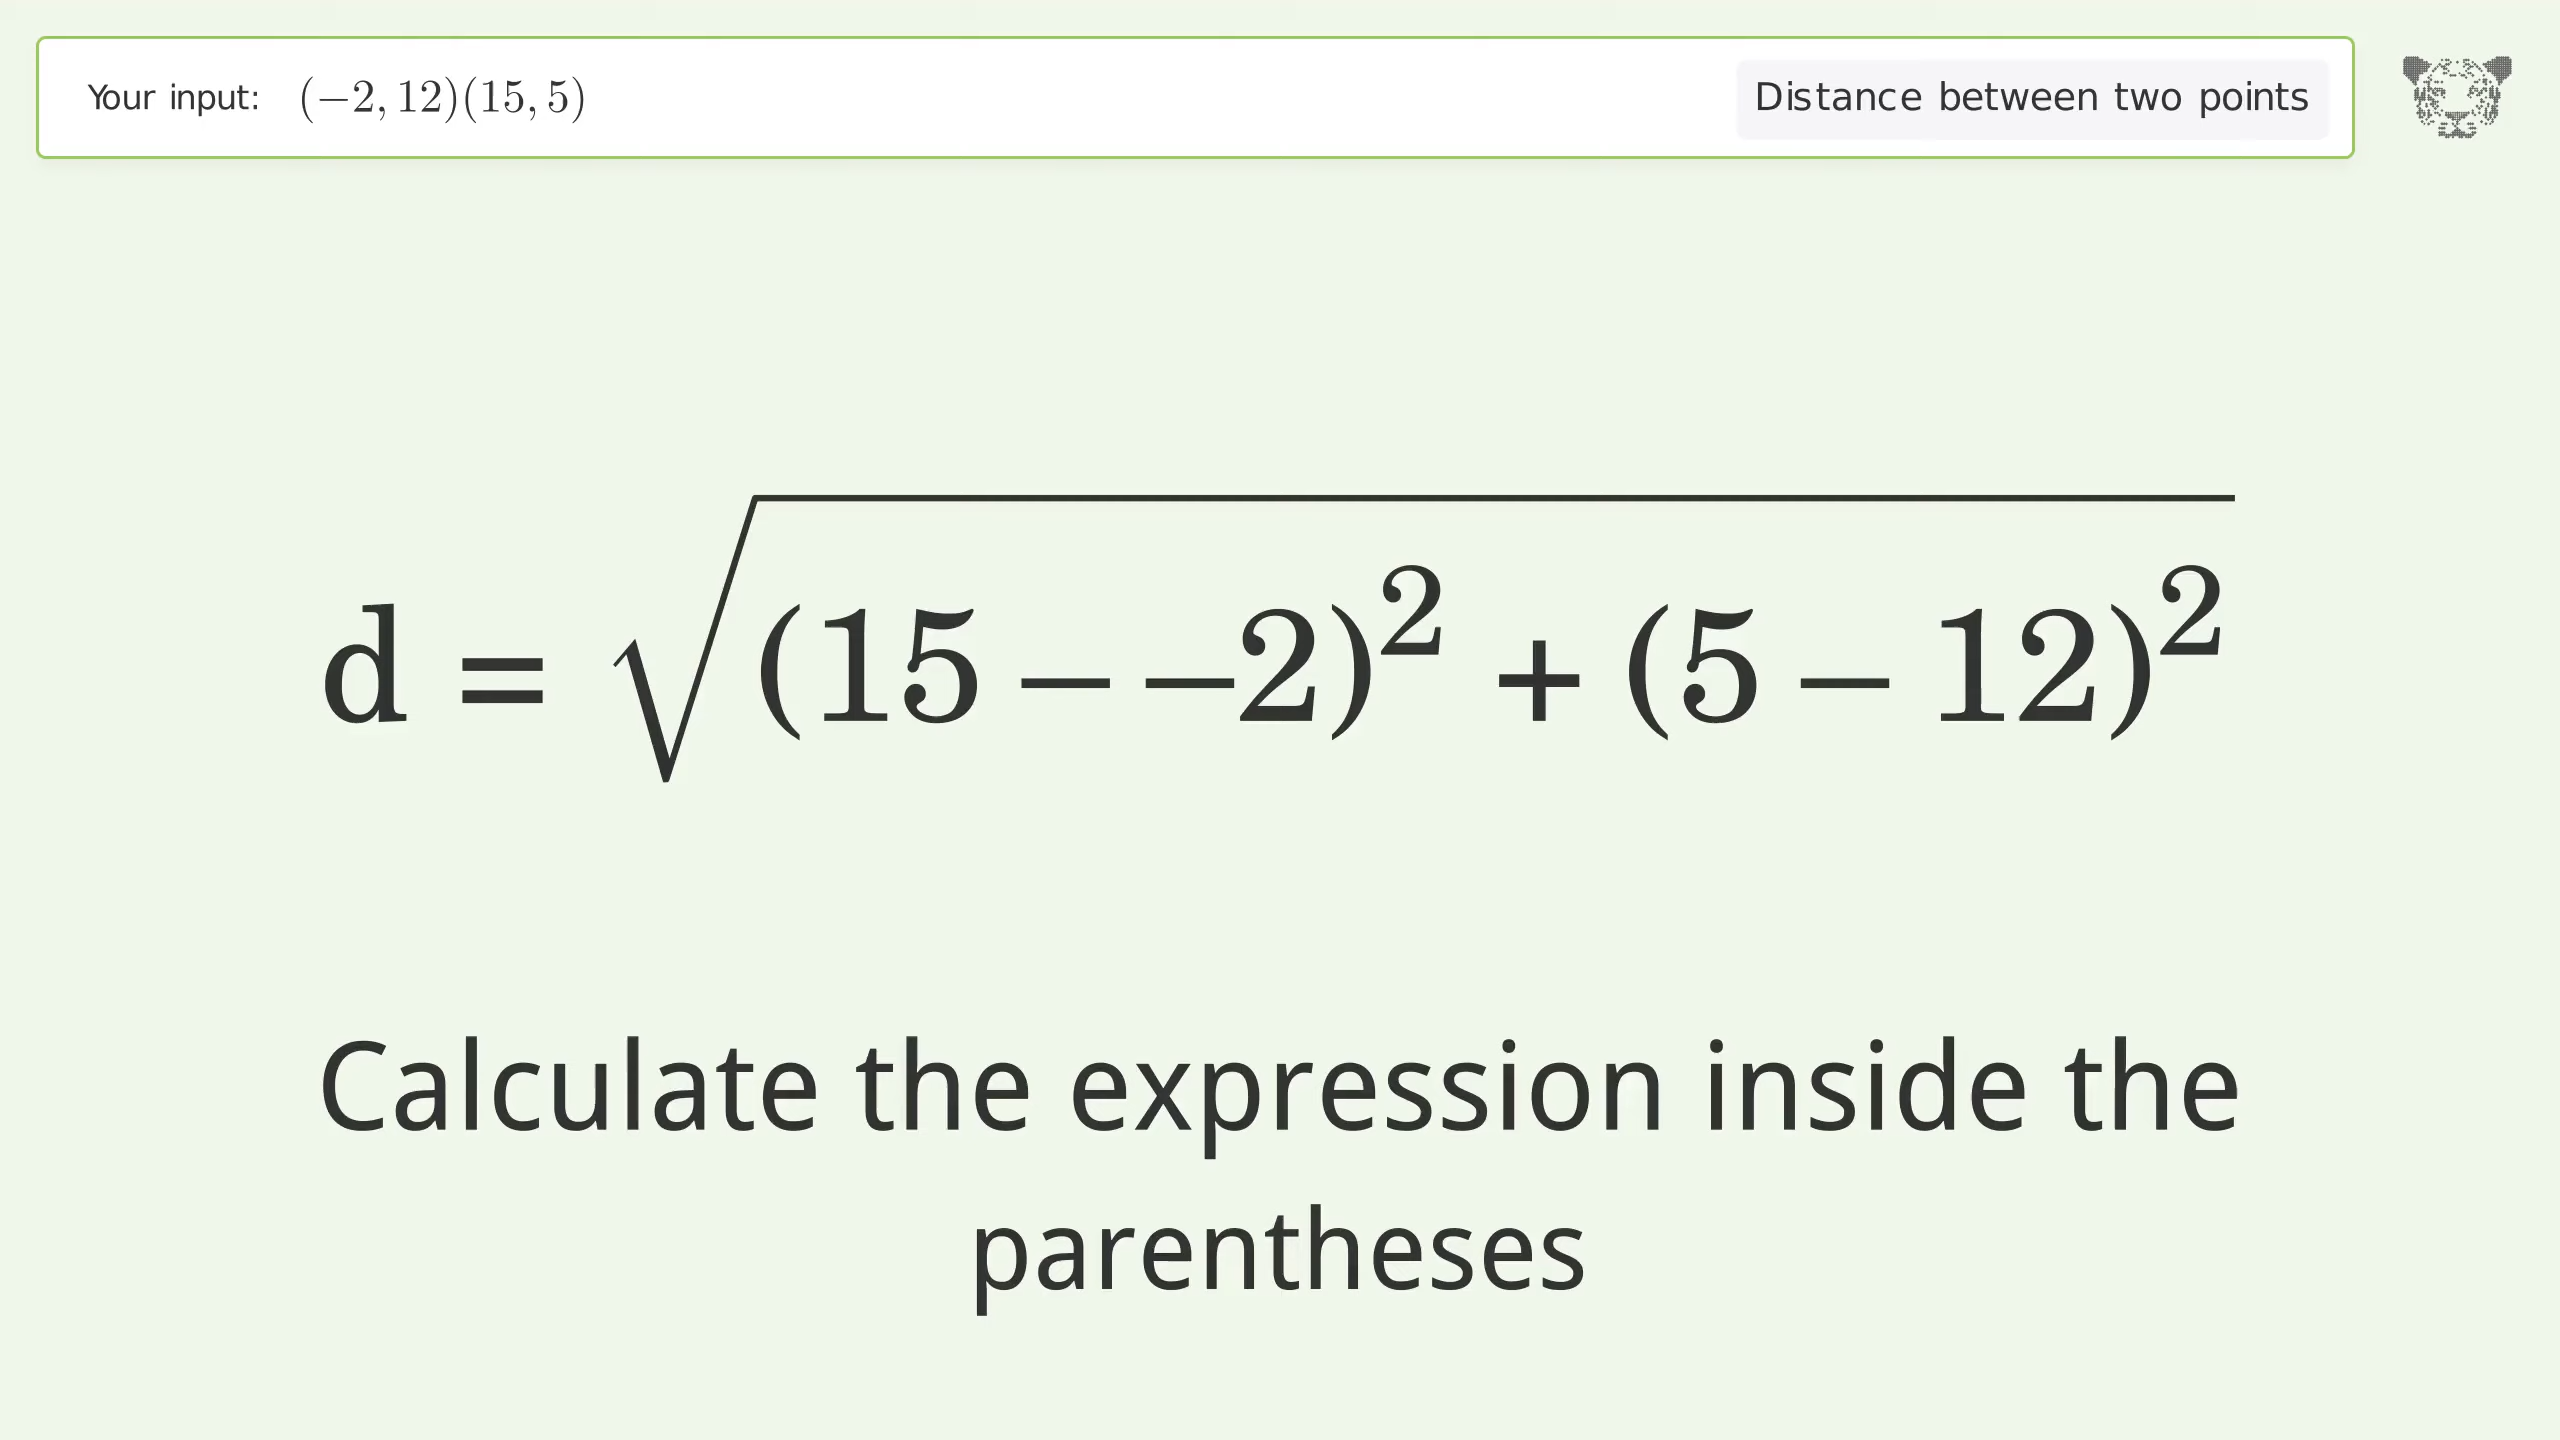 Your input: (−2, 12)(15, 5)
Distance between two points
d = √(15 − −2)² + (5 − 12)²
Calculate the expression inside the
parentheses